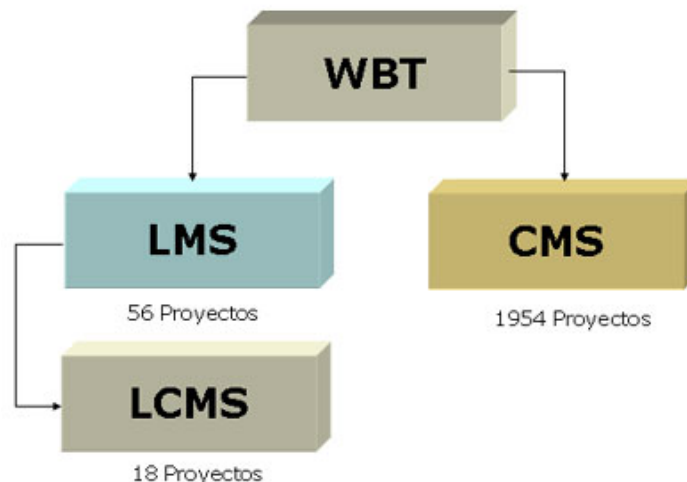 WBT
LMS
CMS
56 Proyectos
1954 Proyectos
LCMS
18 Proyectos